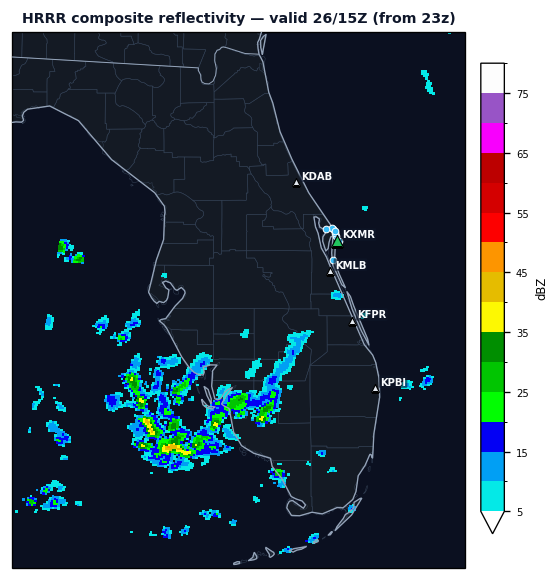 HRRR composite reflectivity — valid 26/15Z (from 23z)
KDAB
KXMR
KMLB
KFPR
KPBI
75
65
55
45
35
25
15
5
dBZ